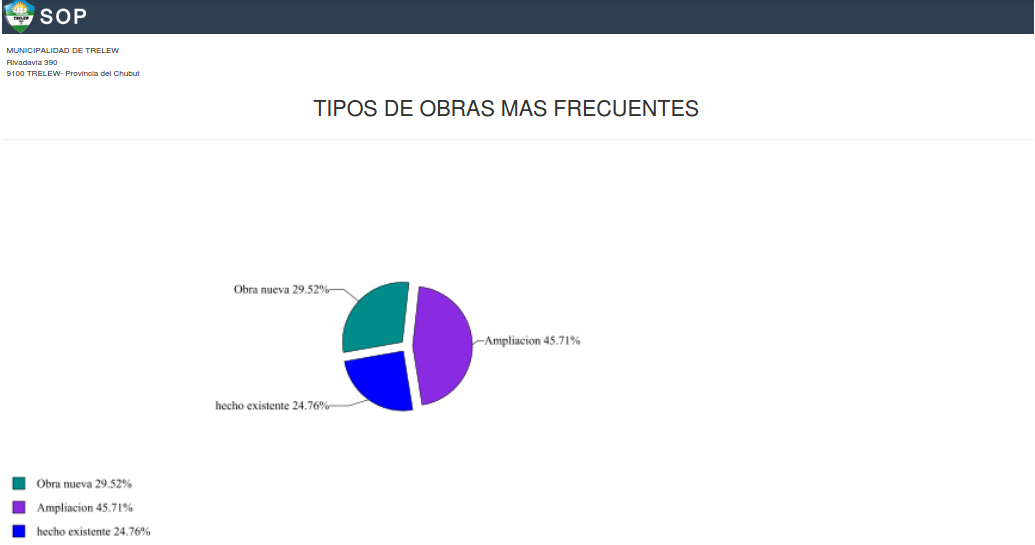 TRELEW
SOP
MUNICIPALIDAD DE TRELEW
Rivadavia 390
9100 TRELEW- Provincia del Chubut
TIPOS DE OBRAS MAS FRECUENTES
Obra nueva 29.52%
Ampliacion 45.71%
hecho existente 24.76%
Obra nueva 29.52%
Ampliacion 45.71%
hecho existente 24.76%